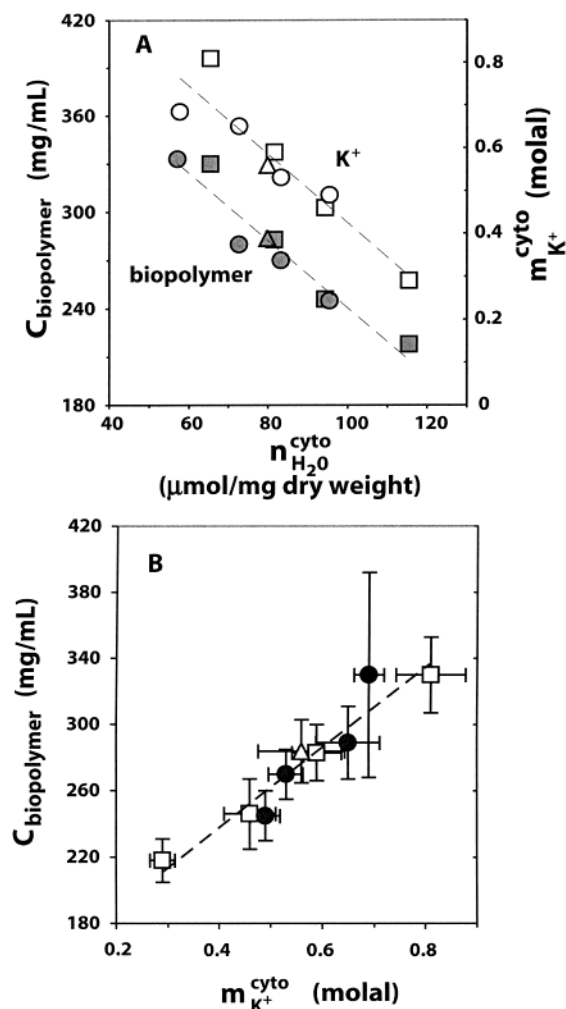 A
420
360
300
240
180
C_biopolymer (mg/mL)
0.8
0.6
0.4
0.2
0
m_K+^cyto (molal)
K+
biopolymer
40 60 80 100 120
n_H20^cyto
(μmol/mg dry weight)
B
420
380
340
300
260
220
180
C_biopolymer (mg/mL)
0.2 0.4 0.6 0.8
m_K+^cyto (molal)